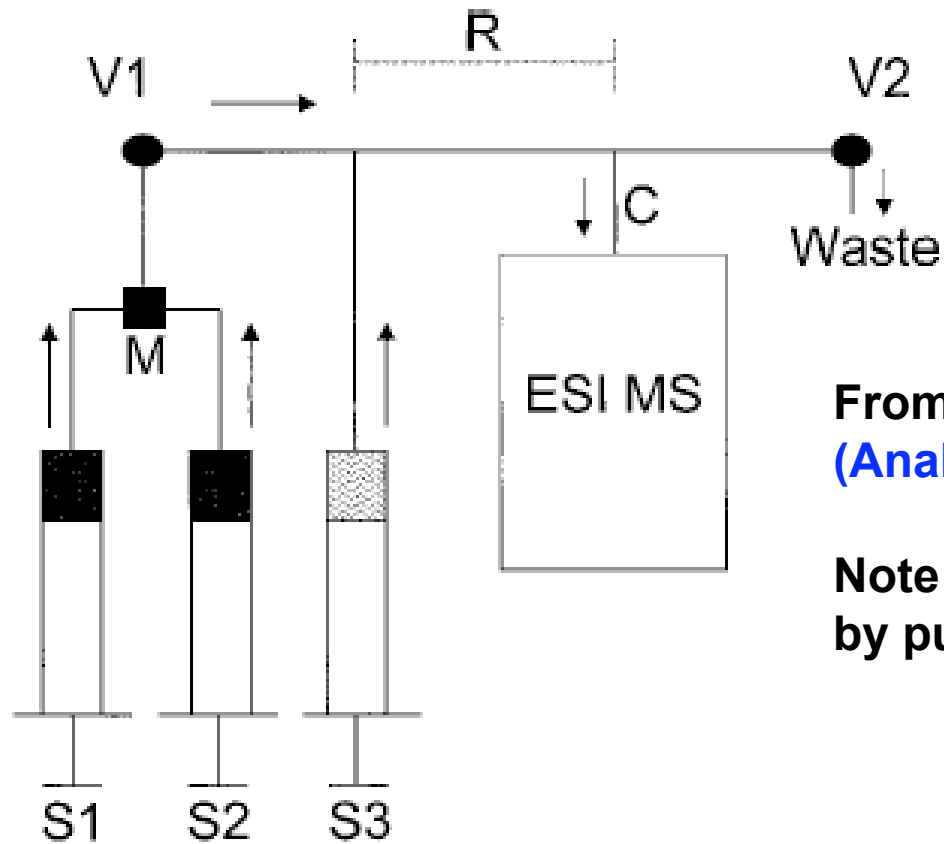 R
V1
V2
C
Waste
M
ESI MS
From
(Anal
Note
by pu
S1 S2 S3